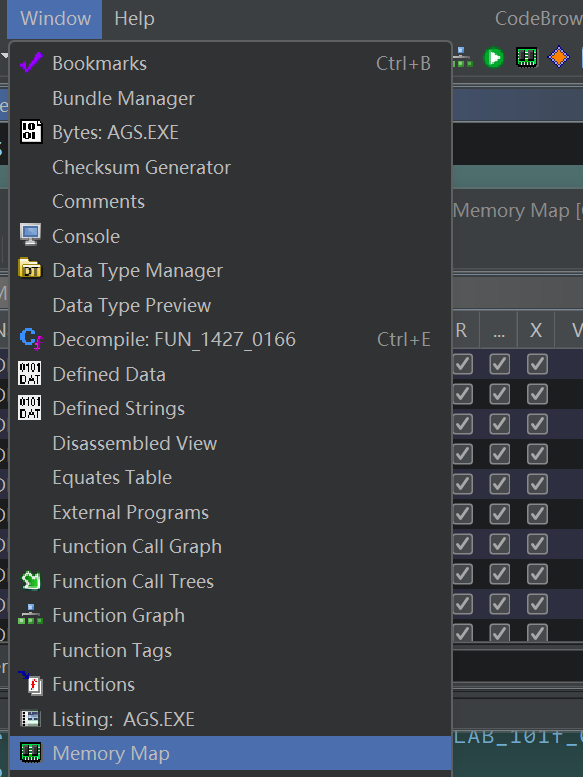 Window Help CodeBrow
Bookmarks Ctrl+B
Bundle Manager
Bytes: AGS.EXE
Checksum Generator
Comments
Memory Map [
Console
Data Type Manager
Data Type Preview
R ... X V
Decompile: FUN_1427_0166 Ctrl+E
Defined Data
Defined Strings
Disassembled View
Equates Table
External Programs
Function Call Graph
Function Call Trees
Function Graph
Function Tags
Functions
Listing: AGS.EXE
LAB_101f_
Memory Map